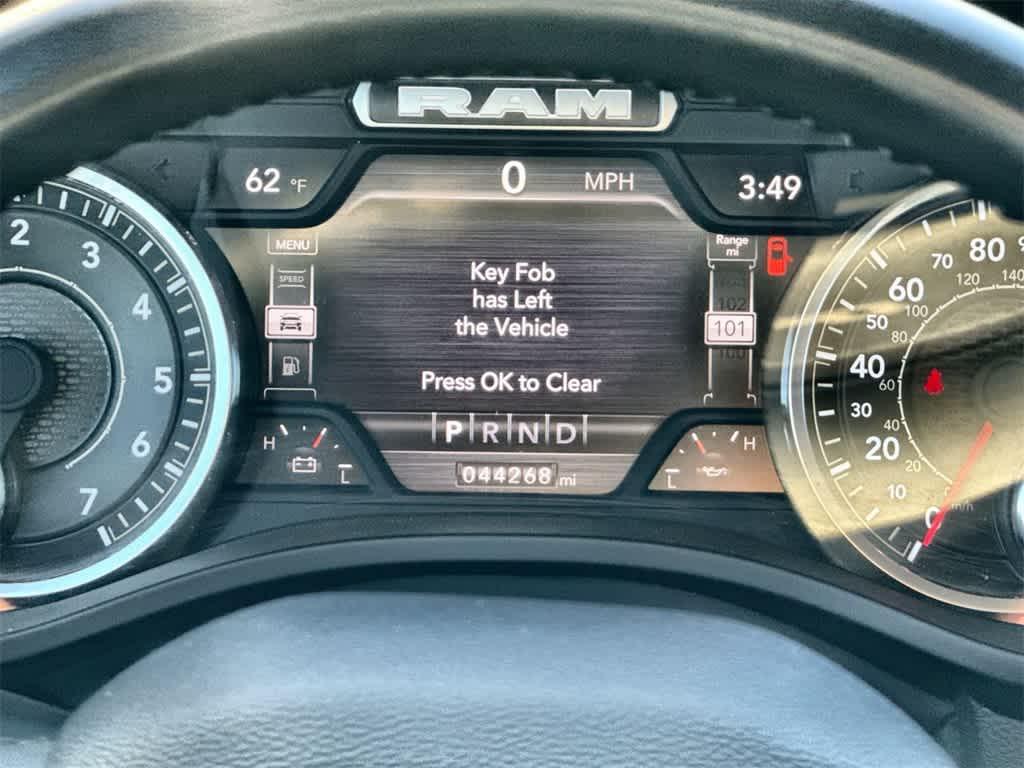 RAM
62 °F
0 MPH
3:49
MENU
Range
mi
SPEED
102
101
100
Key Fob
has Left
the Vehicle
Press OK to Clear
P R N D
044268 mi
H
L
H
L
2
3
4
5
6
7
0
10
20
30
40
50
60
70
80
20
40
60
80
100
120
140